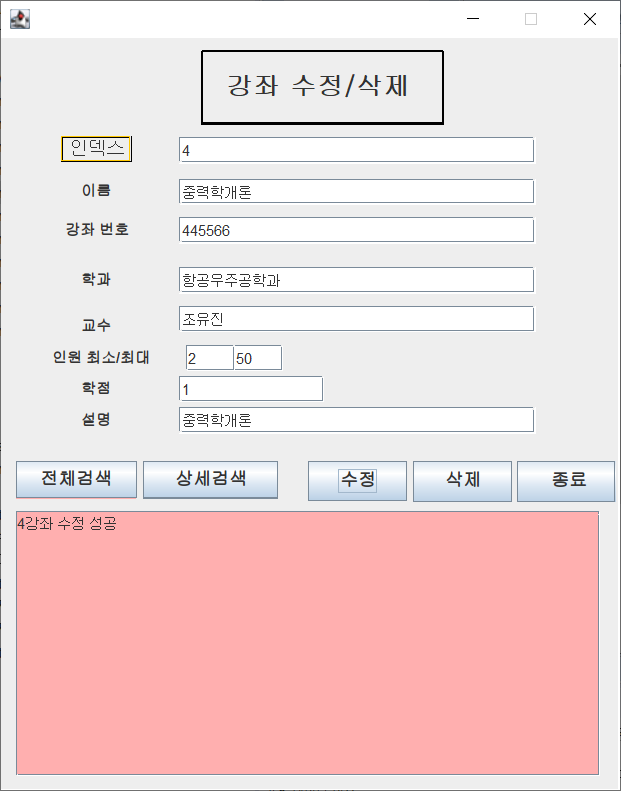 강좌 수정/삭제
인덱스 4
이름 중력학개론
강좌 번호 445566
학과 항공우주공학과
교수 조유진
인원 최소/최대 2 50
학점 1
설명 중력학개론
전체검색 상세검색 수정 삭제 종료
4강좌 수정 성공